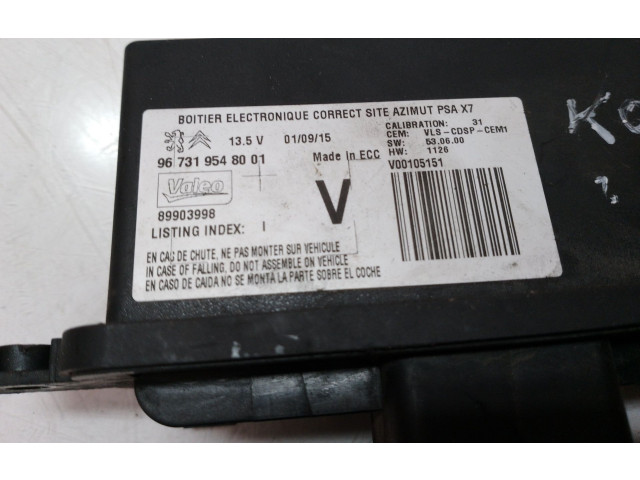 BOITIER ELECTRONIQUE CORRECT SITE AZIMUT PSA X7
13.5 V 01/09/15
CALIBRATION: 31
CEM: VLS-CDSP-CEM1
SW: 53.06.00
HW: 1126
96 731 954 80 01
Made in ECC
V00105151
Valeo
V
89903998
LISTING INDEX: I
EN CAS DE CHUTE, NE PAS MONTER SUR VEHICULE
IN CASE OF FALLING, DO NOT ASSEMBLE ON VEHICLE
EN CASO DE CAIDA NO SE MONTA LA PARTE SOBRE EL COCHE